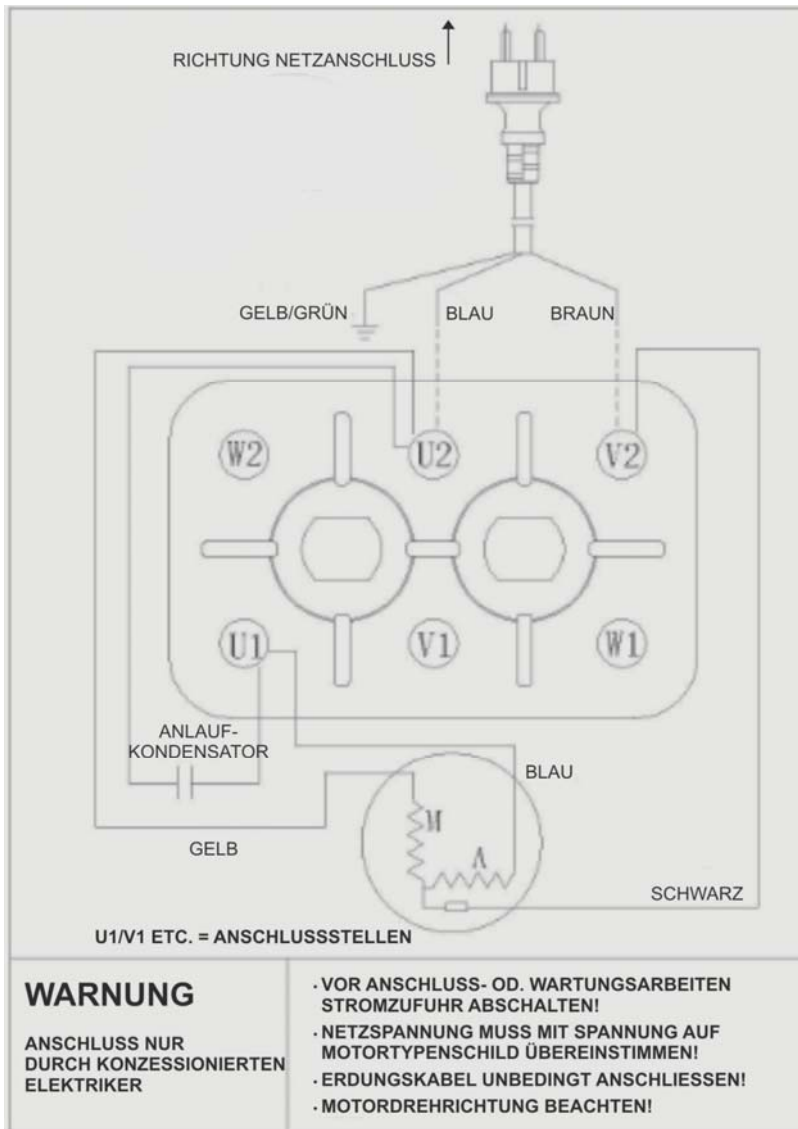 RICHTUNG NETZANSCHLUSS
GELB/GRÜN
BLAU
BRAUN
W2
U2
V2
U1
V1
W1
ANLAUF-
KONDENSATOR
BLAU
M
A
GELB
SCHWARZ
U1/V1 ETC. = ANSCHLUSSSTELLEN
WARNUNG
ANSCHLUSS NUR
DURCH KONZESSIONIERTEN
ELEKTRIKER
· VOR ANSCHLUSS- OD. WARTUNGSARBEITEN
STROMZUFUHR ABSCHALTEN!
· NETZSPANNUNG MUSS MIT SPANNUNG AUF
MOTORTYPENSCHILD ÜBEREINSTIMMEN!
· ERDUNGSKABEL UNBEDINGT ANSCHLIESSEN!
· MOTORDREHRICHTUNG BEACHTEN!